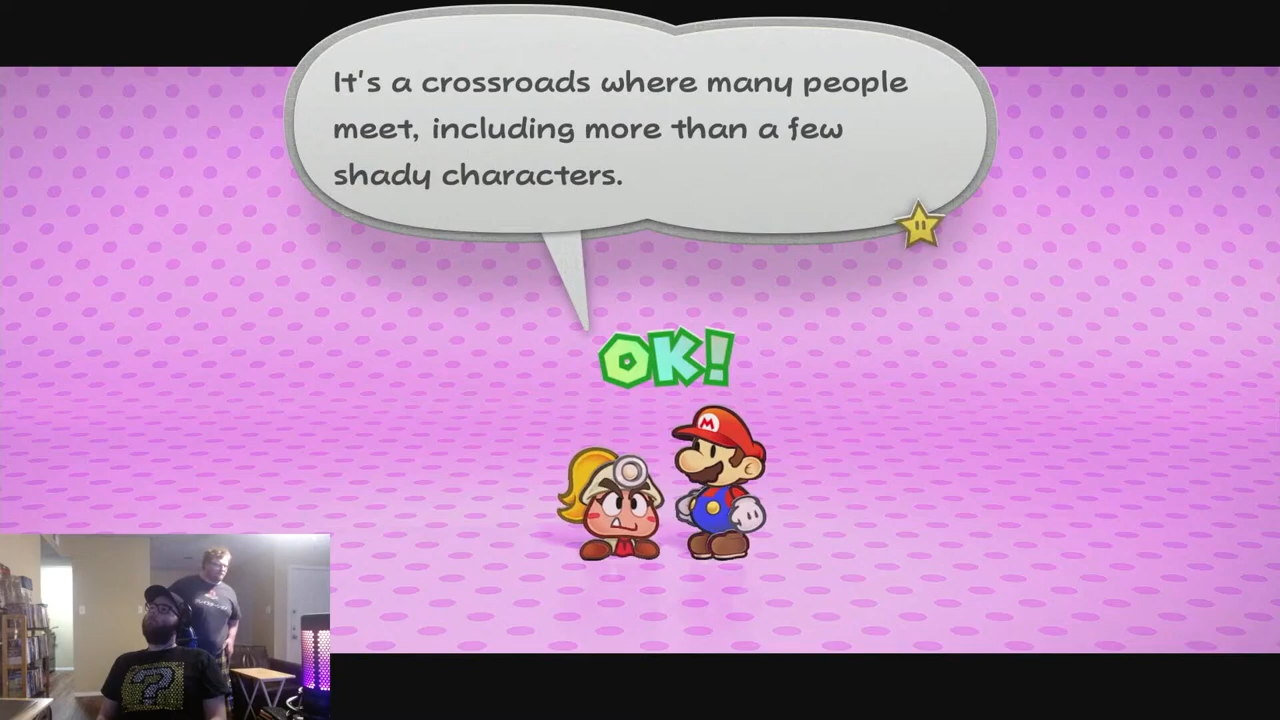 It's a crossroads where many people
meet, including more than a few
shady characters.
OK!
M
?